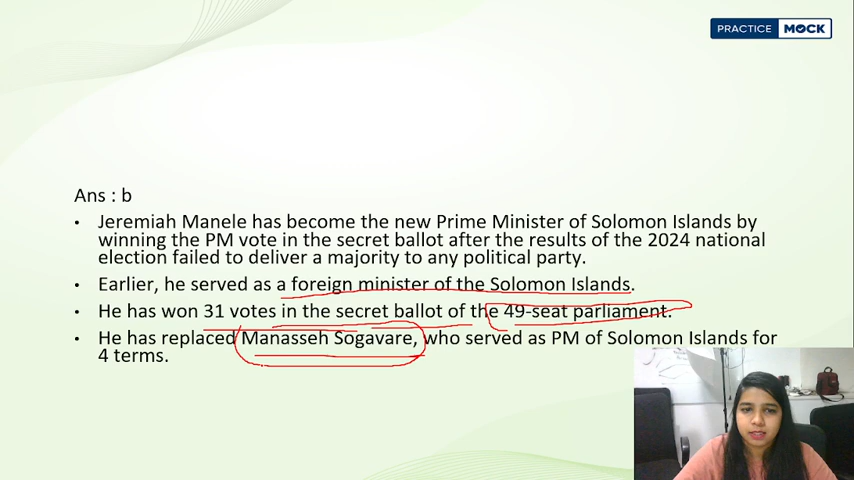 PRACTICE MOCK
Ans : b
• Jeremiah Manele has become the new Prime Minister of Solomon Islands by
winning the PM vote in the secret ballot after the results of the 2024 national
election failed to deliver a majority to any political party.
• Earlier, he served as a foreign minister of the Solomon Islands.
• He has won 31 votes in the secret ballot of the 49-seat parliament.
• He has replaced Manasseh Sogavare, who served as PM of Solomon Islands for
4 terms.